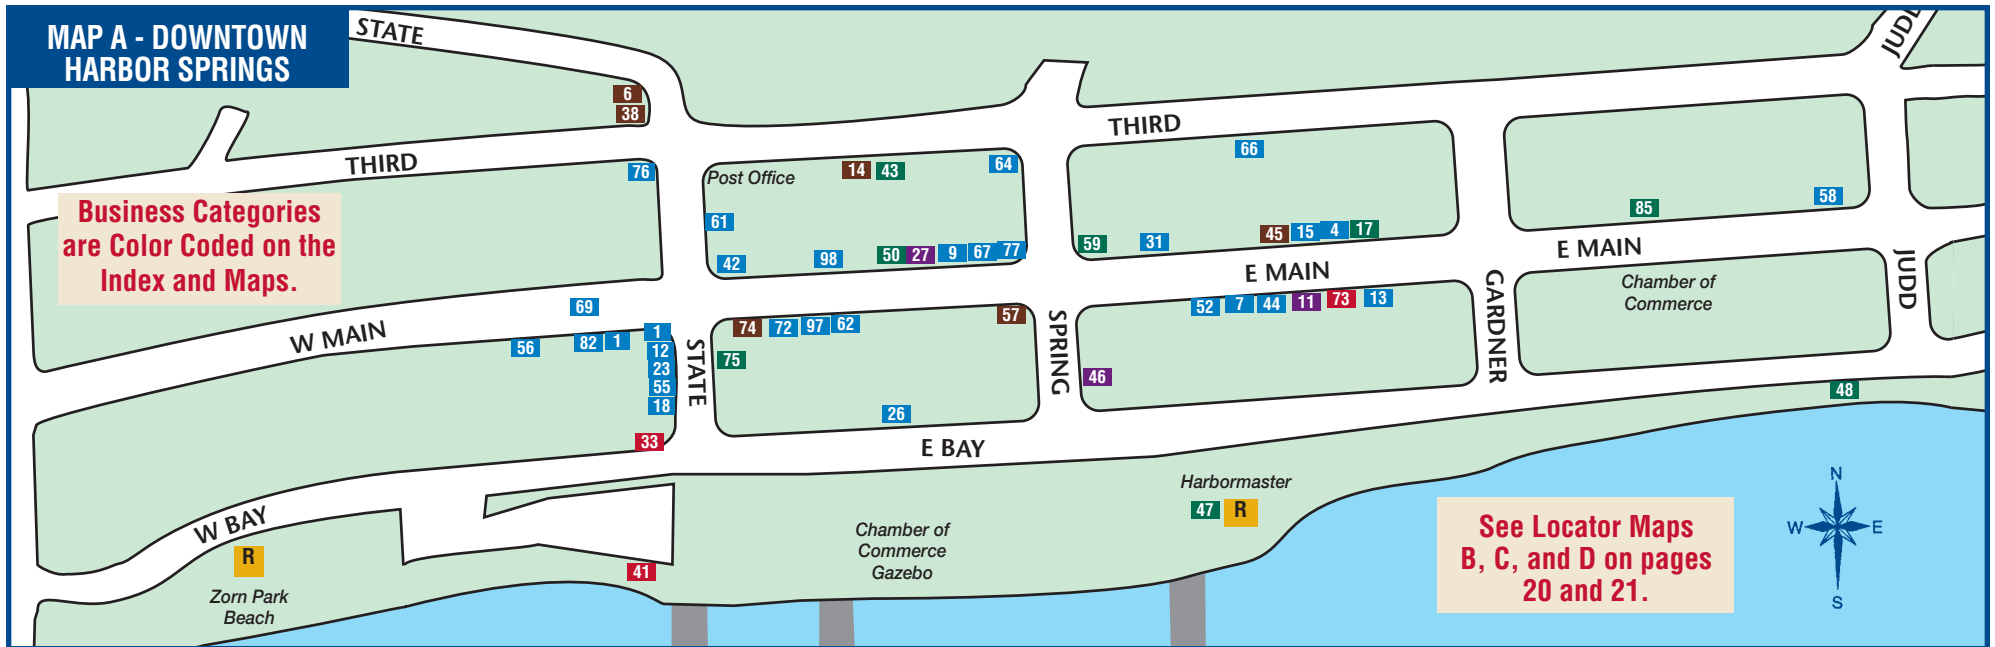 MAP A - DOWNTOWN
HARBOR SPRINGS
STATE
JUDD
6
38
THIRD
THIRD
76
Post Office
14
43
64
66
61
58
85
Business Categories
are Color Coded on the
Index and Maps.
42
98
50
27
9
67
77
59
31
45
15
4
17
E MAIN
E MAIN
Chamber of
Commerce
JUDD
GARDNER
69
W MAIN
56
82
1
1
12
23
55
18
33
STATE
74
72
97
62
57
75
26
SPRING
52
7
44
11
73
13
46
48
E BAY
W BAY
R
Zorn Park
Beach
41
Chamber of
Commerce
Gazebo
Harbormaster
47
R
See Locator Maps
B, C, and D on pages
20 and 21.
N
W
E
S